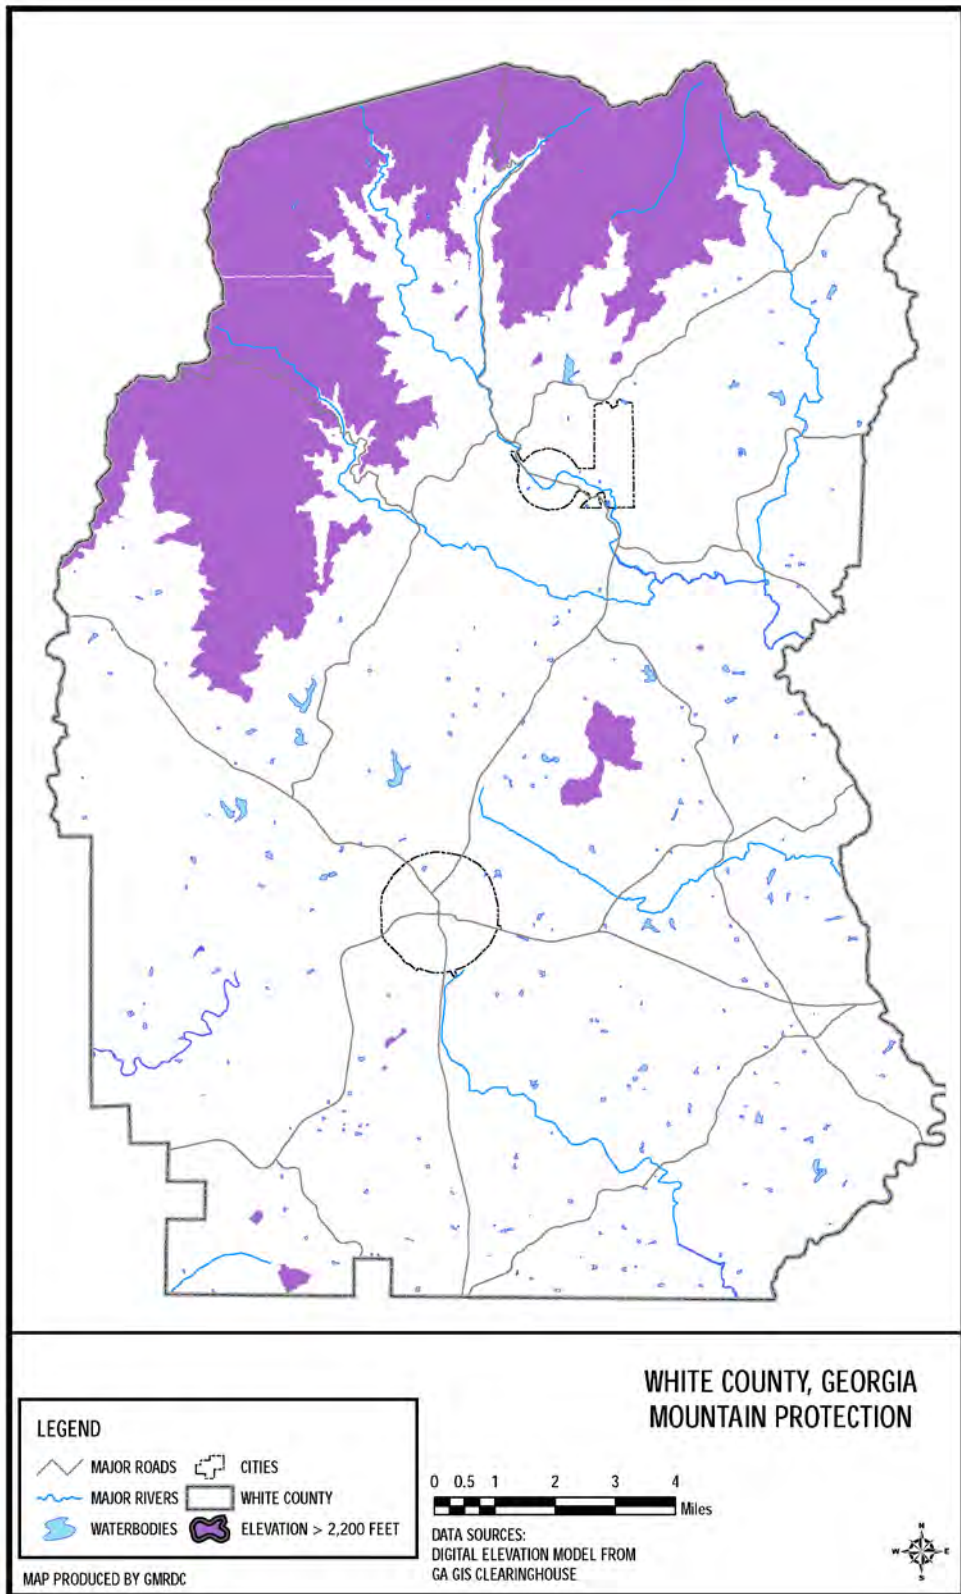 WHITE COUNTY, GEORGIA
MOUNTAIN PROTECTION
LEGEND
MAJOR ROADS
CITIES
MAJOR RIVERS
WHITE COUNTY
WATERBODIES
ELEVATION > 2,200 FEET
MAP PRODUCED BY GMRDC
0 0.5 1 2 3 4
Miles
DATA SOURCES:
DIGITAL ELEVATION MODEL FROM
GA GIS CLEARINGHOUSE
N
W E
S